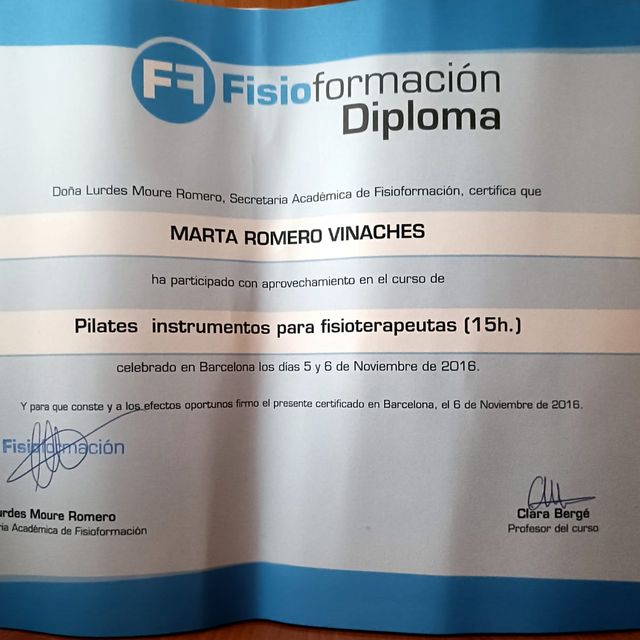 FF Fisioformación
Diploma
Doña Lurdes Moure Romero, Secretaria Académica de Fisioformación, certifica que
MARTA ROMERO VINACHES
ha participado con aprovechamiento en el curso de
Pilates instrumentos para fisioterapeutas (15h.)
celebrado en Barcelona los días 5 y 6 de Noviembre de 2016.
Y para que conste y a los efectos oportunos firmo el presente certificado en Barcelona, el 6 de Noviembre de 2016.
Fisioformación
urdes Moure Romero
ria Académica de Fisioformación
Clara Bergé
Profesor del curso